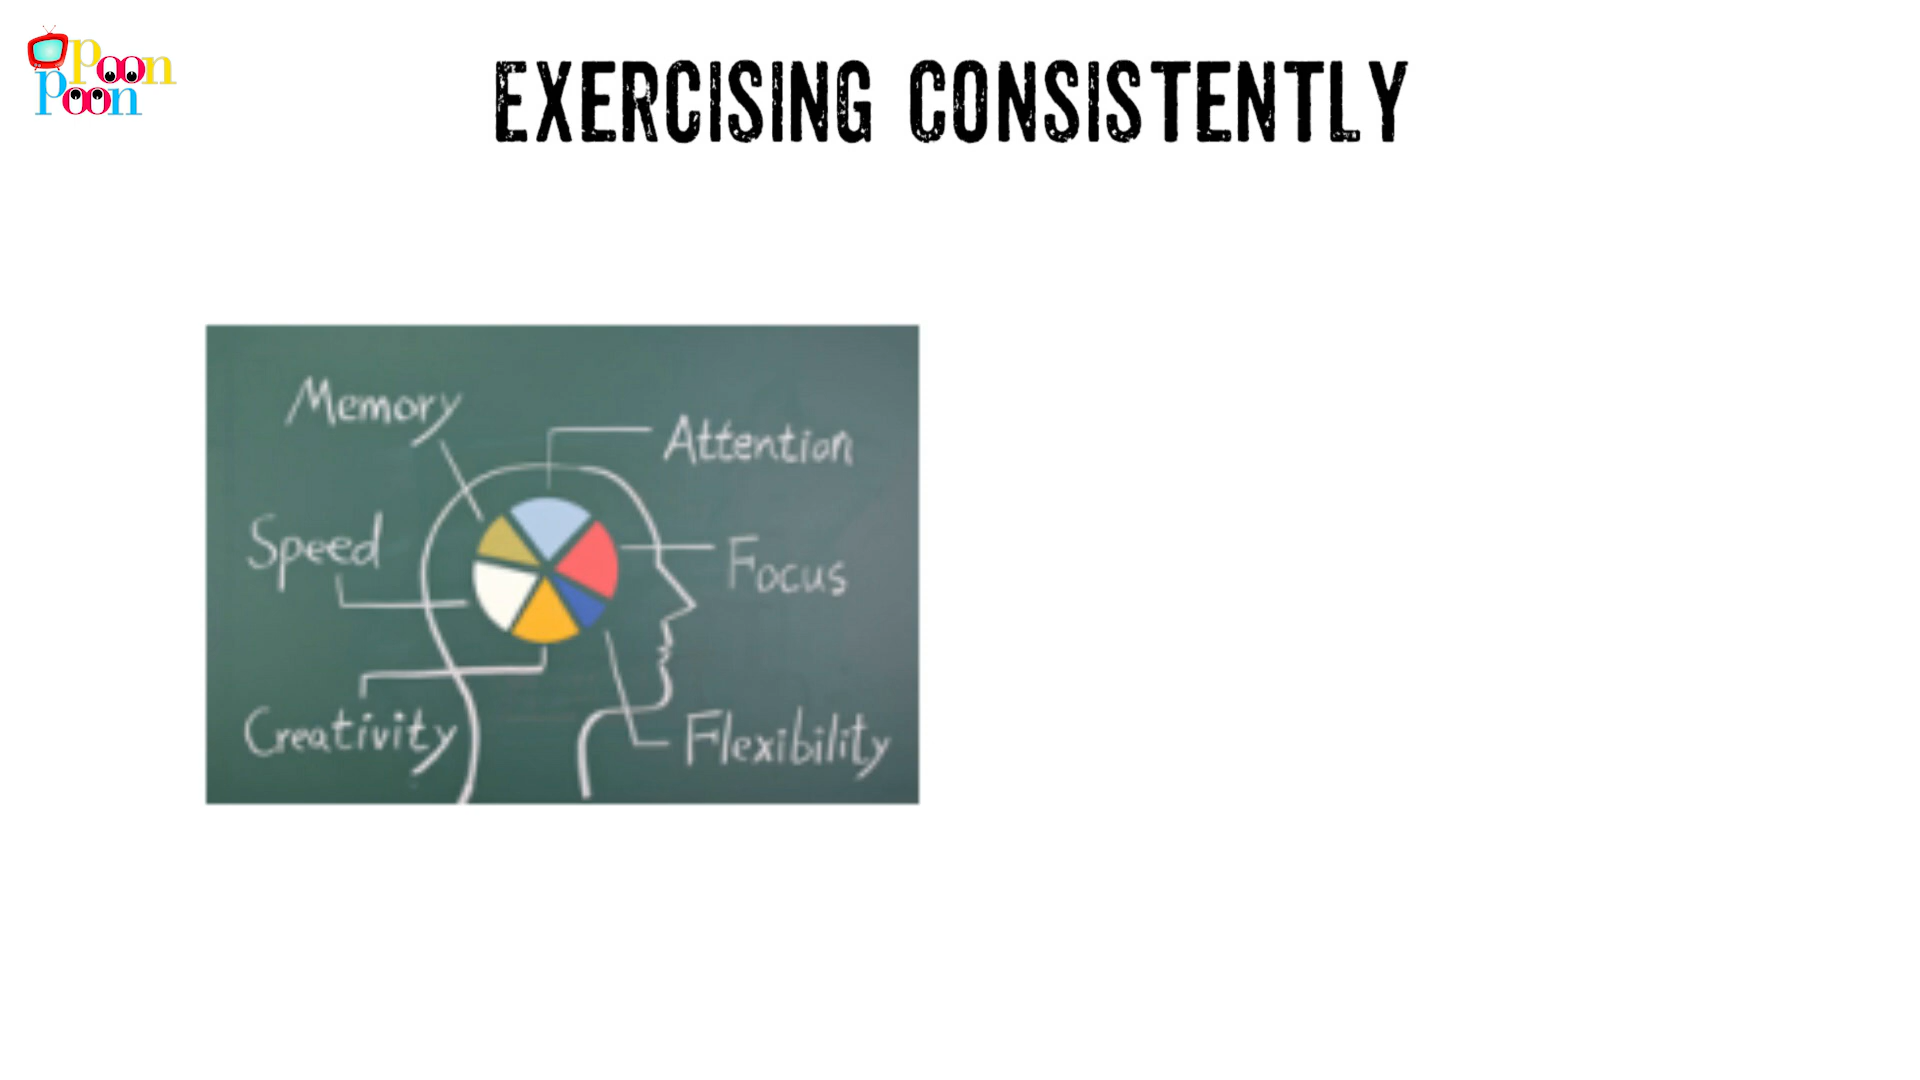 Poon
Poon
EXERCISING CONSISTENTLY
Memory
Attention
Speed
Focus
Creativity
Flexibility